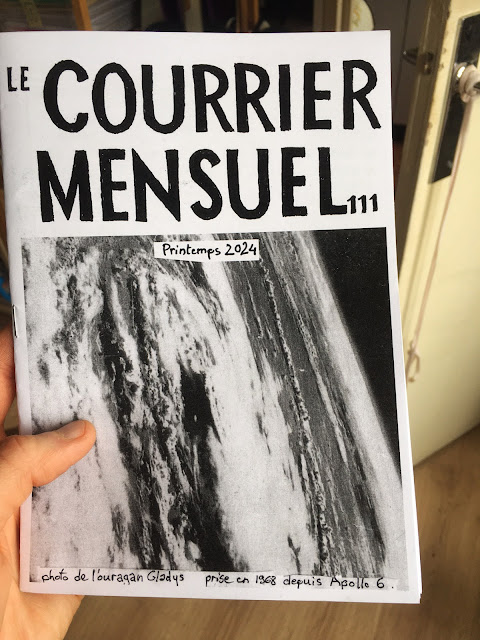 LE COURRIER
MENSUEL 111
Printemps 2024
photo de l'ouragan Gladys prise en 1968 depuis Apollo 6.